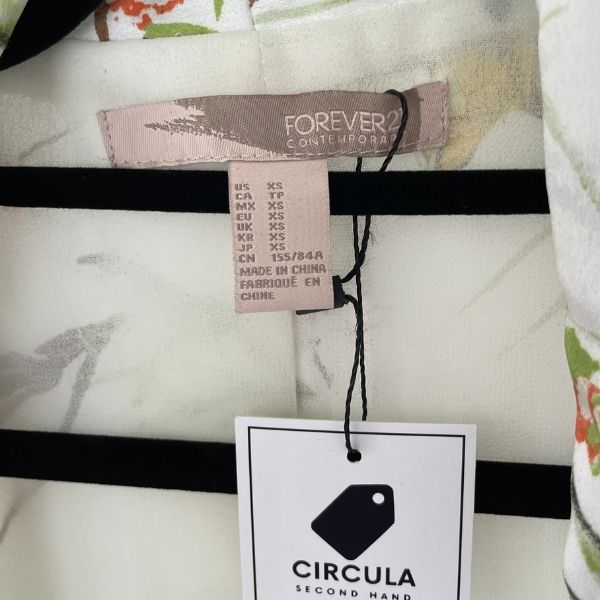 FOREVER 21
CONTEMPORARY
US XS
CA TP
MX XS
EU XS
UK XS
KR XS
JP XS
CN 155/84A
MADE IN CHINA
FABRIQUÉ EN
CHINE
CIRCULA
SECOND HAND